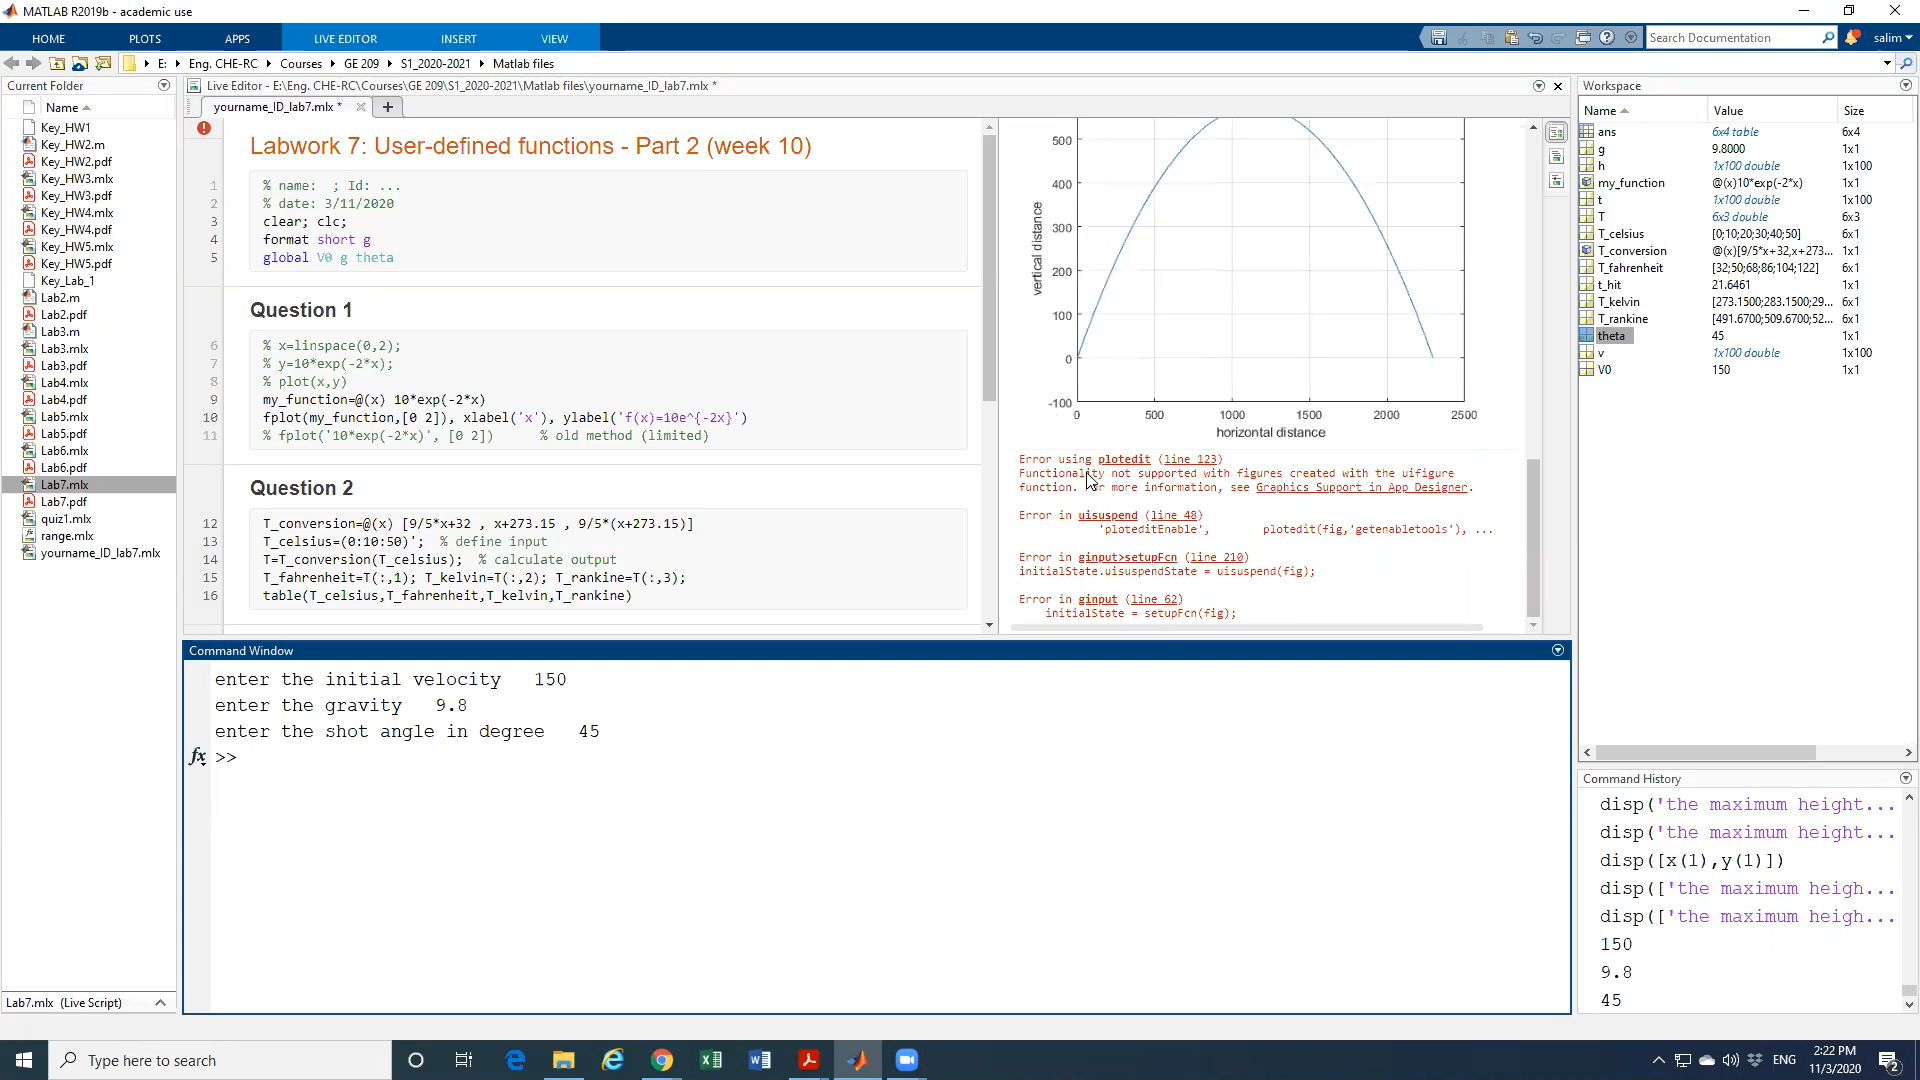 MATLAB R2019b - academic use
HOME PLOTS APPS LIVE EDITOR INSERT VIEW
Search Documentation
salim
E: Eng. CHE-RC Courses GE 209 S1_2020-2021 Matlab files
Current Folder
Name
Key_HW1
Key_HW2.m
Key_HW2.pdf
Key_HW3.mlx
Key_HW3.pdf
Key_HW4.mlx
Key_HW4.pdf
Key_HW5.mlx
Key_HW5.pdf
Key_Lab_1
Lab2.m
Lab2.pdf
Lab3.m
Lab3.mlx
Lab3.pdf
Lab4.mlx
Lab4.pdf
Lab5.mlx
Lab5.pdf
Lab6.mlx
Lab6.pdf
Lab7.mlx
Lab7.pdf
quiz1.mlx
range.mlx
yourname_ID_lab7.mlx
Lab7.mlx (Live Script)
Live Editor - E:\Eng. CHE-RC\Courses\GE 209\S1_2020-2021\Matlab files\yourname_ID_lab7.mlx *
yourname_ID_lab7.mlx *
Labwork 7: User-defined functions - Part 2 (week 10)
1 % name:  ; Id: ...
2 % date: 3/11/2020
3 clear; clc;
4 format short g
5 global V0 g theta
Question 1
6 % x=linspace(0,2);
7 % y=10*exp(-2*x);
8 % plot(x,y)
9 my_function=@(x) 10*exp(-2*x)
10 fplot(my_function,[0 2]), xlabel('x'), ylabel('f(x)=10e^{-2x}')
11 % fplot('10*exp(-2*x)', [0 2]) % old method (limited)
Question 2
12 T_conversion=@(x) [9/5*x+32 , x+273.15 , 9/5*(x+273.15)]
13 T_celsius=(0:10:50)'; % define input
14 T=T_conversion(T_celsius); % calculate output
15 T_fahrenheit=T(:,1); T_kelvin=T(:,2); T_rankine=T(:,3);
16 table(T_celsius,T_fahrenheit,T_kelvin,T_rankine)
500
400
300
200
100
0
-100
vertical distance
0 500 1000 1500 2000 2500
horizontal distance
Error using plotedit (line 123)
Functionality not supported with figures created with the uifigure
function. For more information, see Graphics Support in App Designer.
Error in uisuspend (line 48)
'ploteditEnable', plotedit(fig,'getenabletools'), ...
Error in ginput>setupFcn (line 210)
initialState.uisuspendState = uisuspend(fig);
Error in ginput (line 62)
initialState = setupFcn(fig);
Command Window
enter the initial velocity 150
enter the gravity 9.8
enter the shot angle in degree 45
fx >>
Workspace
Name Value Size
ans 6x4 table 6x4
g 9.8000 1x1
h 1x100 double 1x100
my_function @(x)10*exp(-2*x) 1x1
t 1x100 double 1x100
T 6x3 double 6x3
T_celsius [0;10;20;30;40;50] 6x1
T_conversion @(x)[9/5*x+32,x+273... 1x1
T_fahrenheit [32;50;68;86;104;122] 6x1
t_hit 21.6461 1x1
T_kelvin [273.1500;283.1500;29... 6x1
T_rankine [491.6700;509.6700;52... 6x1
theta 45 1x1
v 1x100 double 1x100
V0 150 1x1
Command History
disp('the maximum height...
disp('the maximum height...
disp([x(1),y(1)])
disp(['the maximum heigh...
disp(['the maximum heigh...
150
9.8
45
Type here to search
ENG
2:22 PM
11/3/2020
2